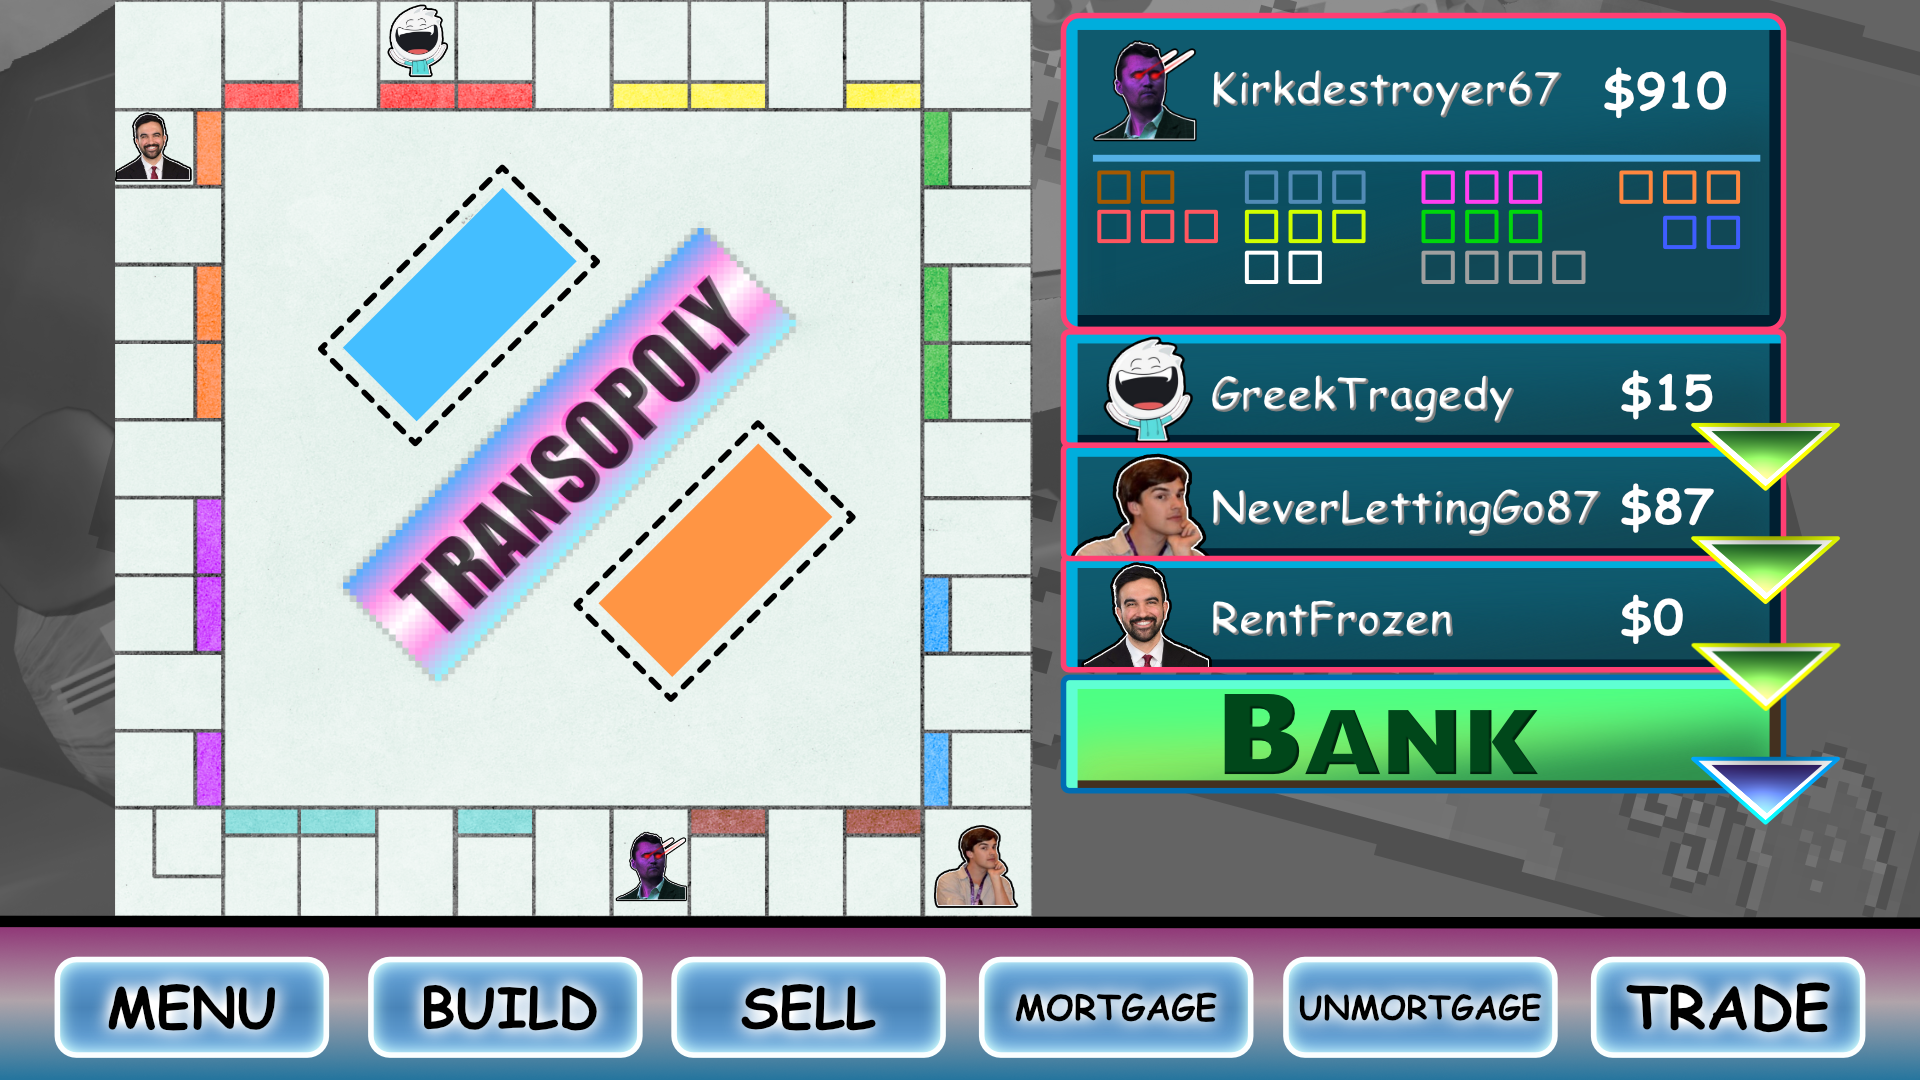 TRANSOPOLY
Kirkdestroyer67 $910
GreekTragedy $15
NeverLettingGo87 $87
RentFrozen $0
BANK
MENU
BUILD
SELL
MORTGAGE
UNMORTGAGE
TRADE